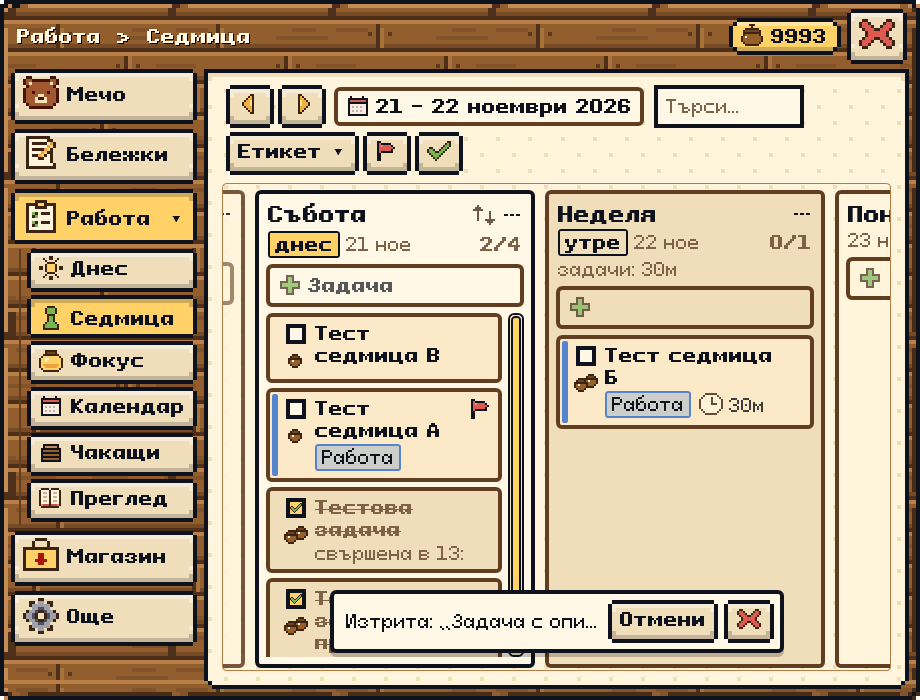 Работа > Седмица
9993
Мечо
Бележки
Работа
Днес
Седмица
Фокус
Календар
Чакащи
Преглед
Магазин
Още
21 – 22 ноември 2026
Търси...
Етикет
Събота
днес 21 ное 2/4
Задача
Тест
седмица В
Тест
седмица А
Работа
Тестова
задача
свършена в 13:
Неделя
утре 22 ное 0/1
задачи: 30м
Тест седмица
Б
Работа 30м
Пон
23 н
Изтрита: „Задача с опи...
Отмени